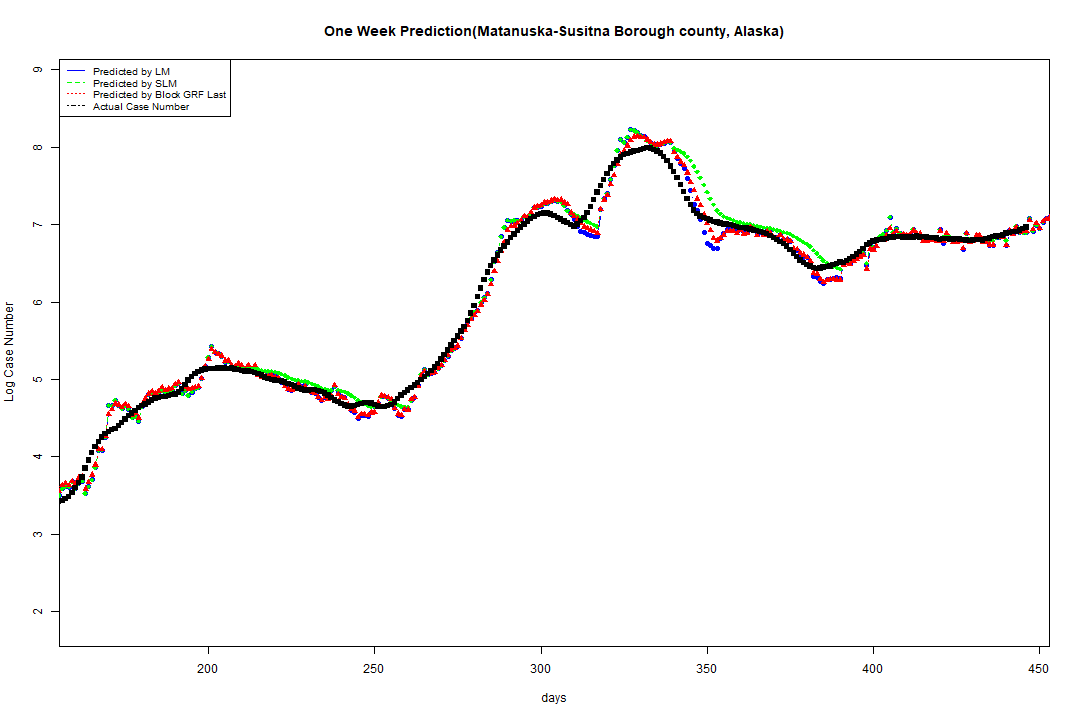 One Week Prediction(Matanuska-Susitna Borough county, Alaska)
Predicted by LM
Predicted by SLM
Predicted by Block GRF Last
Actual Case Number
9
8
7
6
5
4
3
2
Log Case Number
200 250 300 350 400 450
days